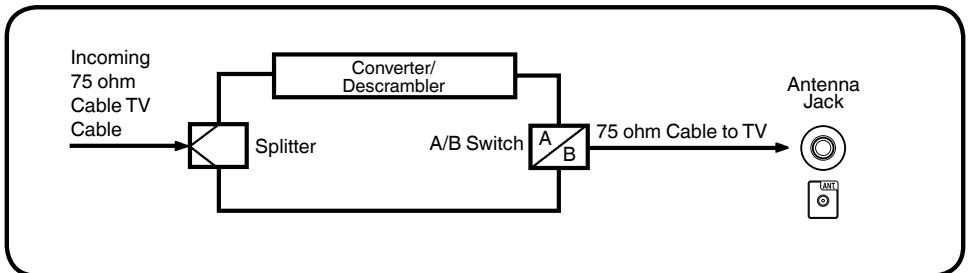 Incoming
75 ohm
Cable TV
Cable
Converter/
Descrambler
Splitter
A/B Switch
A
B
75 ohm Cable to TV
Antenna
Jack
ANT.